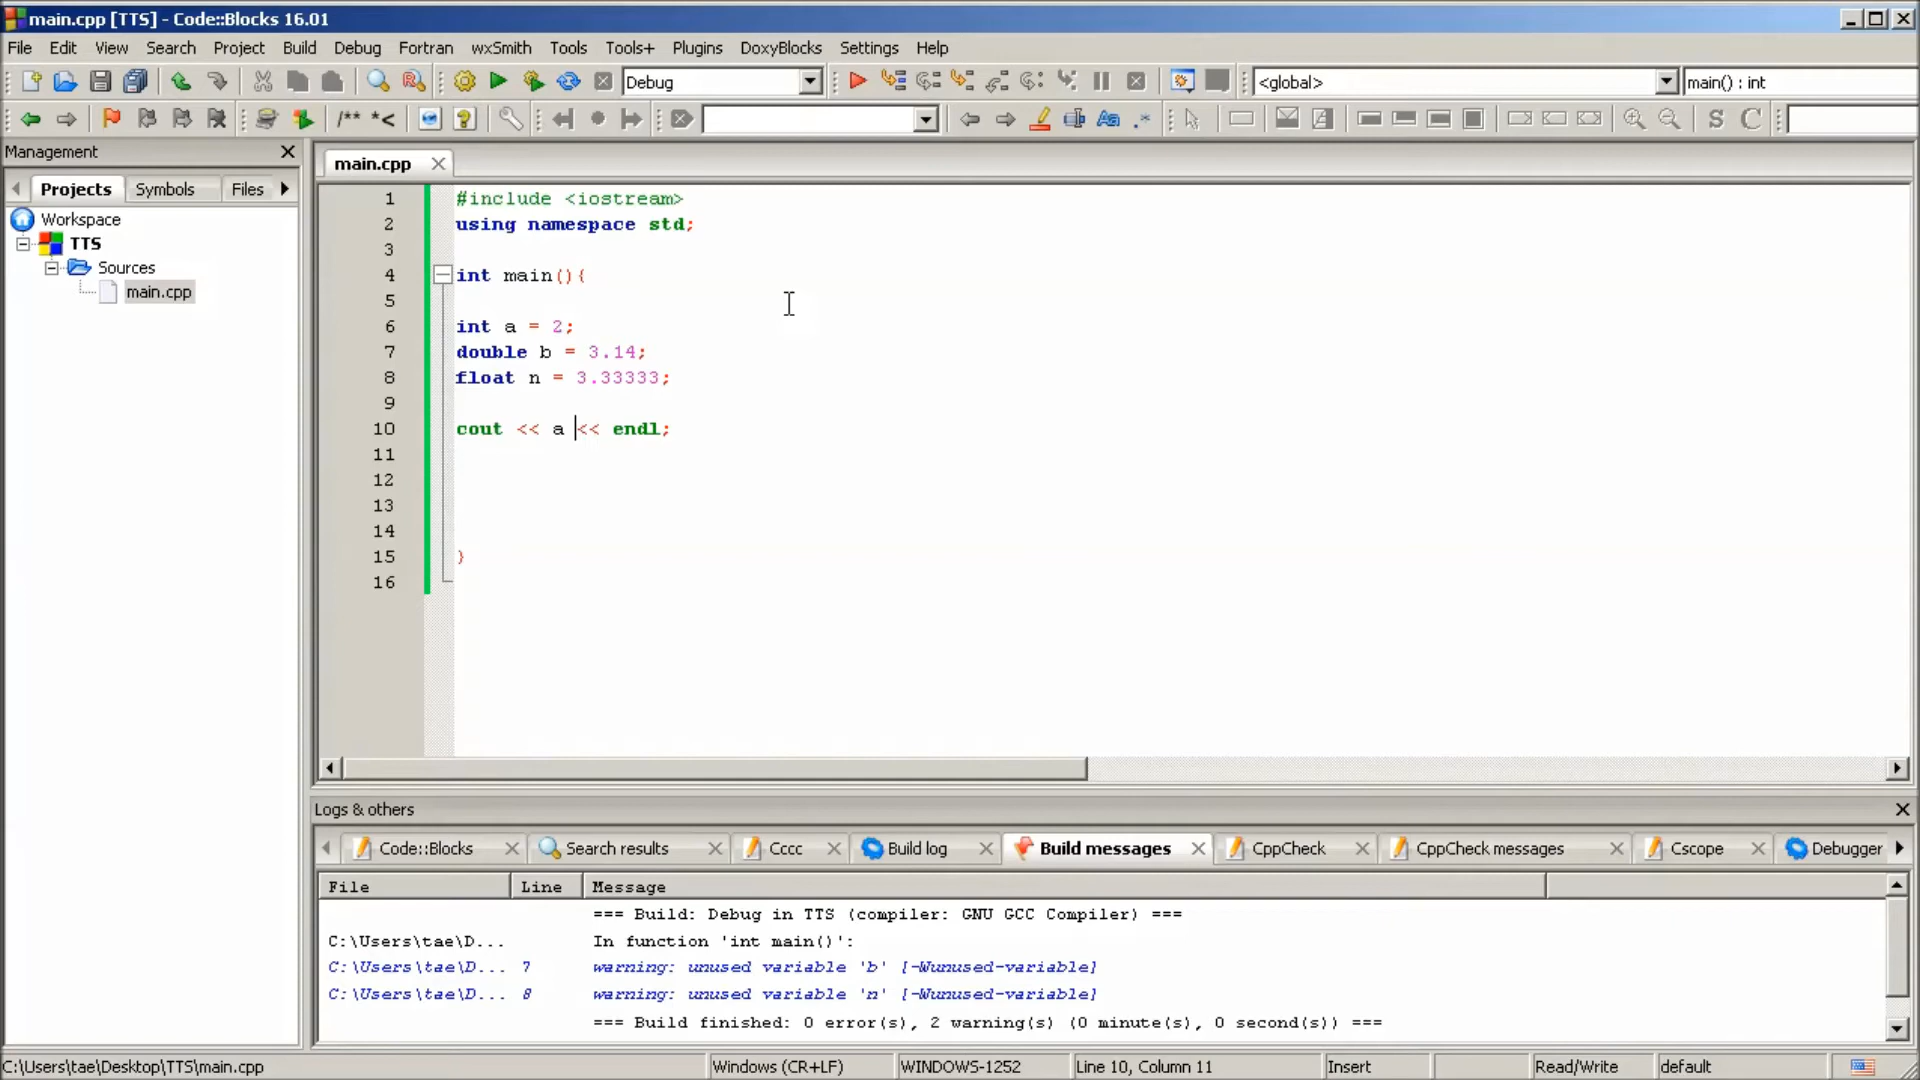 main.cpp [TTS] - Code::Blocks 16.01
File Edit View Search Project Build Debug Fortran wxSmith Tools Tools+ Plugins DoxyBlocks Settings Help
Debug <global> main() : int
/** *<
Management
Projects Symbols Files
Workspace
TTS
Sources
main.cpp
main.cpp
1 #include <iostream>
2 using namespace std;
3
4 int main(){
5
6 int a = 2;
7 double b = 3.14;
8 float n = 3.33333;
9
10 cout << a << endl;
11
12
13
14
15 }
16
Logs & others
Code::Blocks Search results Cccc Build log Build messages CppCheck CppCheck messages Cscope Debugger
File Line Message
=== Build: Debug in TTS (compiler: GNU GCC Compiler) ===
C:\Users\tae\D... In function 'int main()':
C:\Users\tae\D... 7 warning: unused variable 'b' [-Wunused-variable]
C:\Users\tae\D... 8 warning: unused variable 'n' [-Wunused-variable]
=== Build finished: 0 error(s), 2 warning(s) (0 minute(s), 0 second(s)) ===
C:\Users\tae\Desktop\TTS\main.cpp Windows (CR+LF) WINDOWS-1252 Line 10, Column 11 Insert Read/Write default